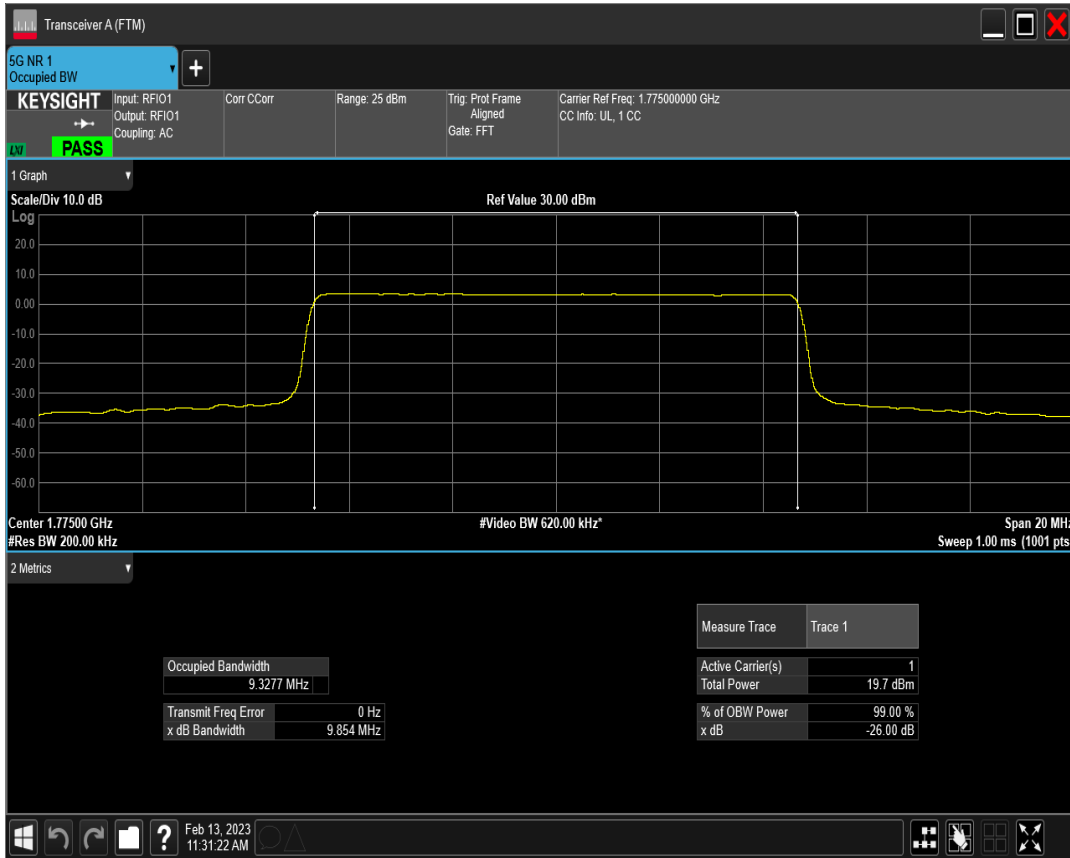 Transceiver A (FTM)
5G NR 1
Occupied BW
+
KEYSIGHT
LXI
PASS
Input: RFIO1
Output: RFIO1
Coupling: AC
Corr CCorr
Range: 25 dBm
Trig: Prot Frame
Aligned
Gate: FFT
Carrier Ref Freq: 1.775000000 GHz
CC Info: UL, 1 CC
1 Graph
Scale/Div 10.0 dB
Ref Value 30.00 dBm
Log
20.0
10.0
0.00
-10.0
-20.0
-30.0
-40.0
-50.0
-60.0
Center 1.77500 GHz
#Video BW 620.00 kHz*
Span 20 MHz
#Res BW 200.00 kHz
Sweep 1.00 ms (1001 pts
2 Metrics
Measure Trace Trace 1
Occupied Bandwidth
9.3277 MHz
Active Carrier(s) 1
Total Power 19.7 dBm
Transmit Freq Error 0 Hz
x dB Bandwidth 9.854 MHz
% of OBW Power 99.00 %
x dB -26.00 dB
?
Feb 13, 2023
11:31:22 AM